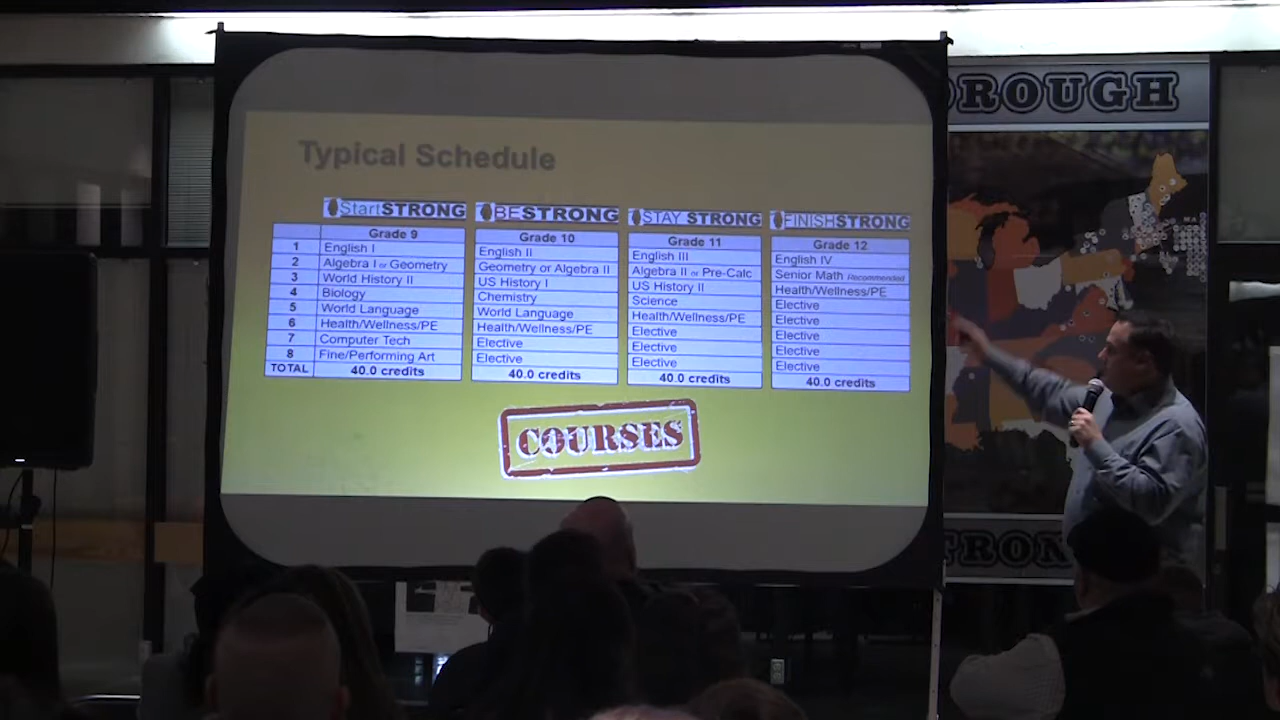 OROUGH
Typical Schedule
StartSTRONG BESTRONG STAY STRONG FINISHSTRONG
Grade 9 Grade 10 Grade 11 Grade 12
1 English I English II English III English IV
2 Algebra I or Geometry Geometry or Algebra II Algebra II or Pre-Calc Senior Math Recommended
3 World History II US History I US History II Health/Wellness/PE
4 Biology Chemistry Science Elective
5 World Language World Language Health/Wellness/PE Elective
6 Health/Wellness/PE Health/Wellness/PE Elective Elective
7 Computer Tech Elective Elective Elective
8 Fine/Performing Art Elective Elective Elective
TOTAL 40.0 credits 40.0 credits 40.0 credits 40.0 credits
COURSES
TRON